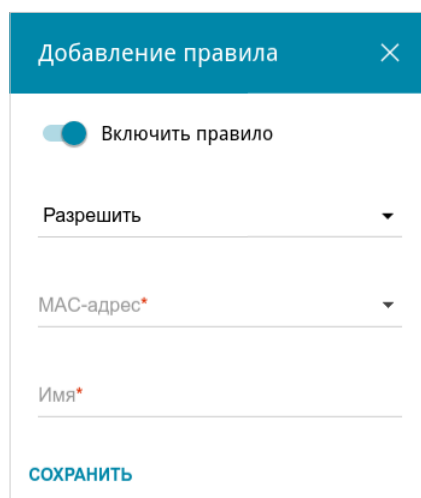 Добавление правила
Включить правило
Разрешить
MAC-адрес*
Имя*
СОХРАНИТЬ